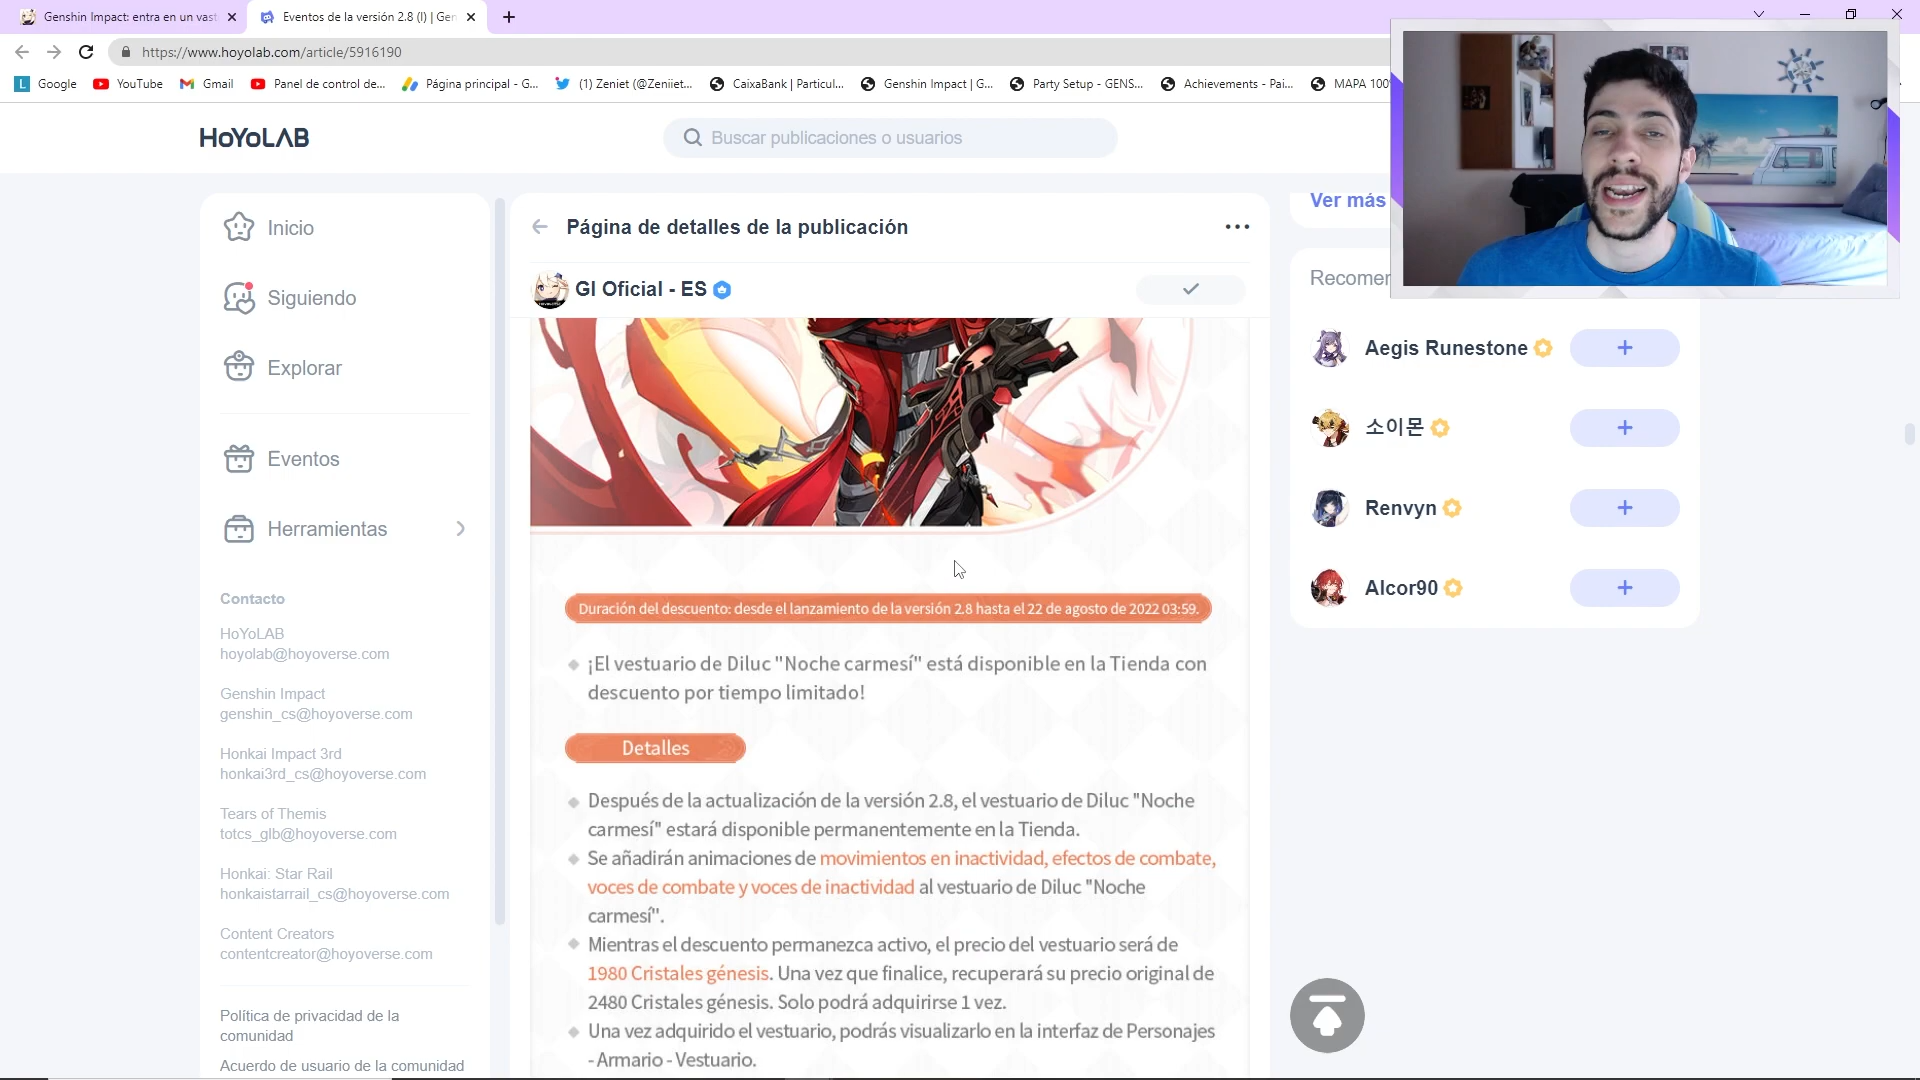 Genshin Impact: entra en un vast
Eventos de la versión 2.8 (I) | Gen
https://www.hoyolab.com/article/5916190
Google
YouTube
Gmail
Panel de control de...
Página principal - G...
(1) Zeniet (@Zeniiet...
CaixaBank | Particul...
Genshin Impact | G...
Party Setup - GENS...
Achievements - Pai...
MAPA 100%
HoYoLAB
Buscar publicaciones o usuarios
Inicio
Siguiendo
Explorar
Eventos
Herramientas
Contacto
HoYoLAB
hoyolab@hoyoverse.com
Genshin Impact
genshin_cs@hoyoverse.com
Honkai Impact 3rd
honkai3rd_cs@hoyoverse.com
Tears of Themis
totcs_glb@hoyoverse.com
Honkai: Star Rail
honkaistarrail_cs@hoyoverse.com
Content Creators
contentcreator@hoyoverse.com
Política de privacidad de la
comunidad
Acuerdo de usuario de la comunidad
Página de detalles de la publicación
GI Oficial - ES
Duración del descuento: desde el lanzamiento de la versión 2.8 hasta el 22 de agosto de 2022 03:59.
¡El vestuario de Diluc "Noche carmesí" está disponible en la Tienda con
descuento por tiempo limitado!
Detalles
Después de la actualización de la versión 2.8, el vestuario de Diluc "Noche
carmesí" estará disponible permanentemente en la Tienda.
Se añadirán animaciones de movimientos en inactividad, efectos de combate,
voces de combate y voces de inactividad al vestuario de Diluc "Noche
carmesí".
Mientras el descuento permanezca activo, el precio del vestuario será de
1980 Cristales génesis. Una vez que finalice, recuperará su precio original de
2480 Cristales génesis. Solo podrá adquirirse 1 vez.
Una vez adquirido el vestuario, podrás visualizarlo en la interfaz de Personajes
- Armario - Vestuario.
Ver más
Recomen
Aegis Runestone
소이몬
Renvyn
Alcor90